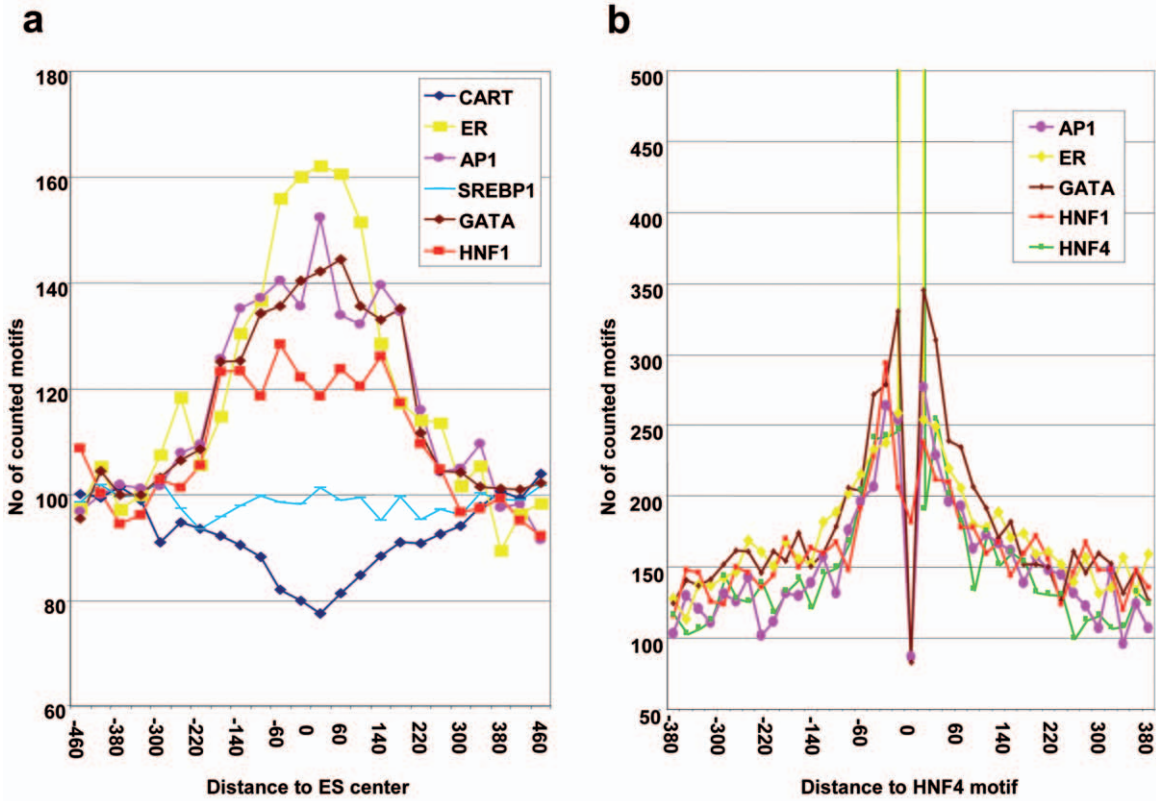 a
180
160
140
120
100
80
60
No of counted motifs
CART
ER
AP1
SREBP1
GATA
HNF1
-460
-380
-300
-220
-140
-60
0
60
140
220
300
380
460
Distance to ES center
b
500
450
400
350
300
250
200
150
100
50
No of counted motifs
AP1
ER
GATA
HNF1
HNF4
-380
-300
-220
-140
-60
0
60
140
220
30
380
Distance to HNF4 motif